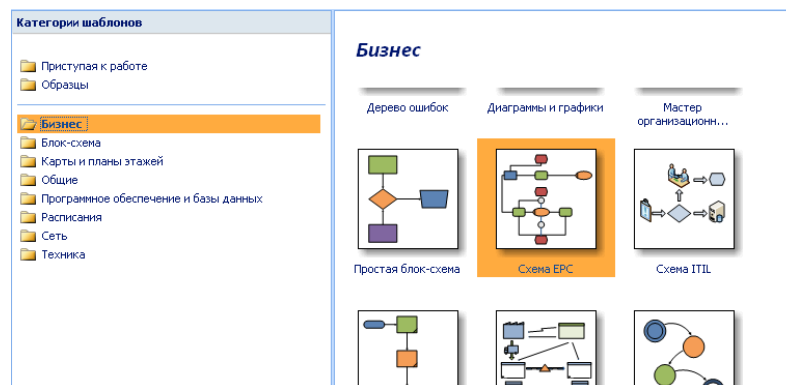 Категории шаблонов
Приступая к работе
Образцы
Бизнес
Блок-схема
Карты и планы этажей
Общие
Программное обеспечение и базы данных
Расписания
Сеть
Техника
Бизнес
Дерево ошибок
Диаграммы и графики
Мастер
организационн...
Простая блок-схема
Схема EPC
Схема ITIL